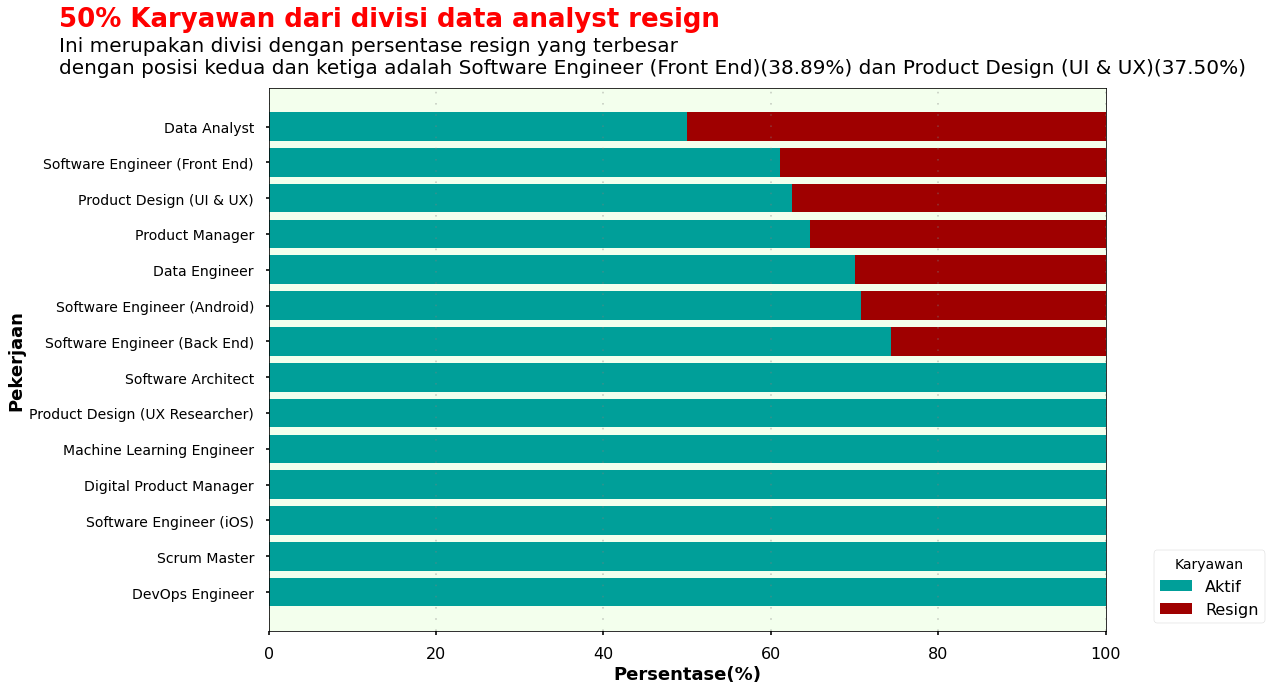 50% Karyawan dari divisi data analyst resign
Ini merupakan divisi dengan persentase resign yang terbesar
dengan posisi kedua dan ketiga adalah Software Engineer (Front End)(38.89%) dan Product Design (UI & UX)(37.50%)
Data Analyst
Software Engineer (Front End)
Product Design (UI & UX)
Product Manager
Data Engineer
Software Engineer (Android)
Software Engineer (Back End)
Software Architect
Product Design (UX Researcher)
Machine Learning Engineer
Digital Product Manager
Software Engineer (iOS)
Scrum Master
DevOps Engineer
Pekerjaan
0 20 40 60 80 100
Persentase(%)
Karyawan
Aktif
Resign